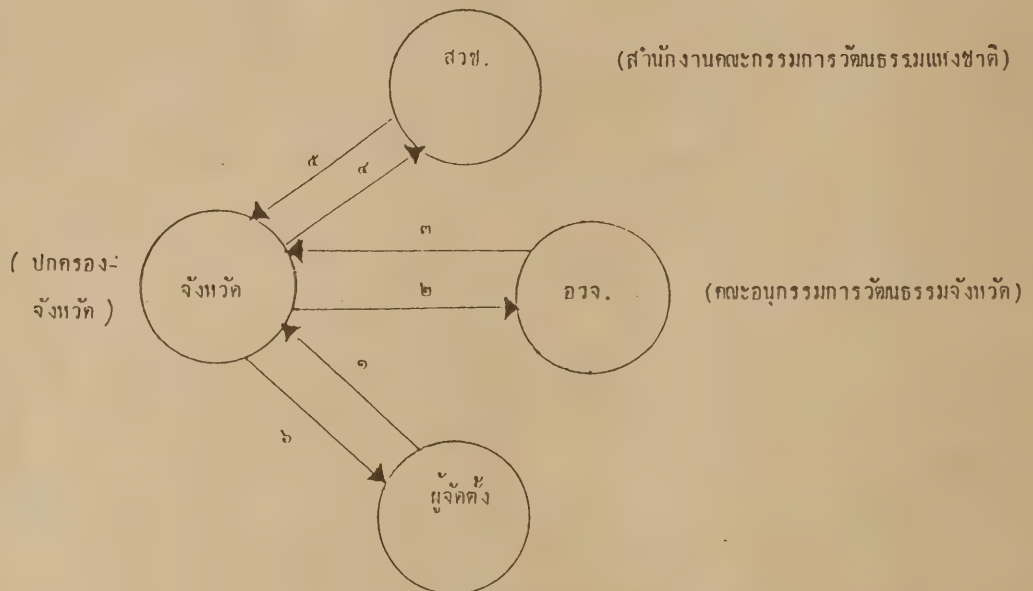 สวช.
(สำนักงานคณะกรรมการวัฒนธรรมแห่งชาติ)
๕
๔
๓
( ปกครอง-
จังหวัด )
จังหวัด
๒
อวจ.
(คณะอนุกรรมการวัฒนธรรมจังหวัด)
๑
๖
ผู้จัดตั้ง